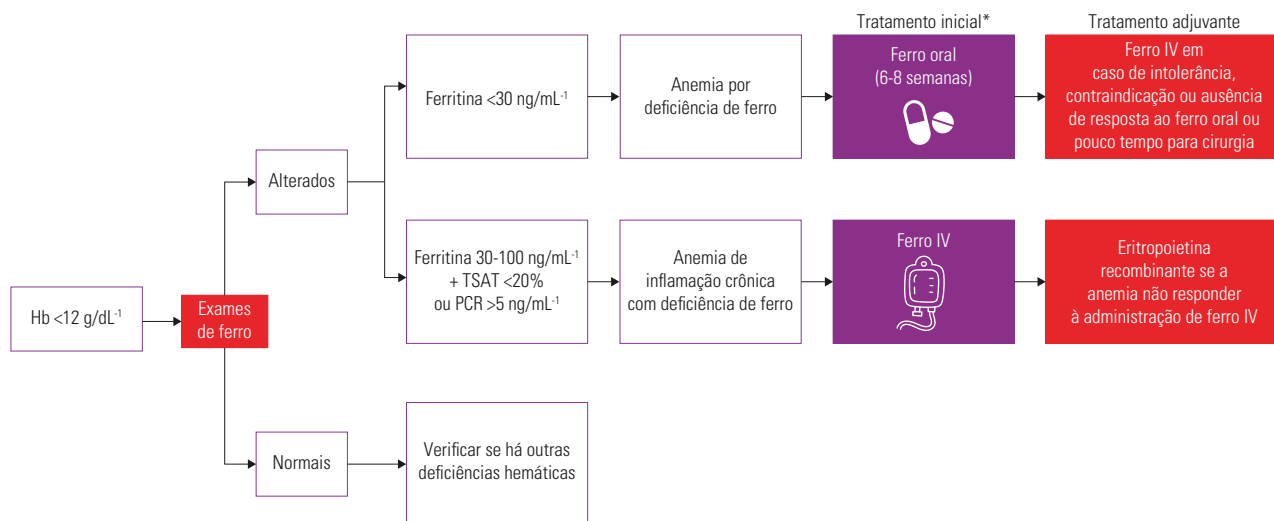 Tratamento inicial*
Tratamento adjuvante
Ferritina <30 ng/mL⁻¹
Anemia por
deficiência de ferro
Ferro oral
(6-8 semanas)
Ferro IV em
caso de intolerância,
contraindicação ou ausência
de resposta ao ferro oral ou
pouco tempo para cirurgia
Alterados
Ferritina 30-100 ng/mL⁻¹
+ TSAT <20%
ou PCR >5 ng/mL⁻¹
Anemia de
inflamação crônica
com deficiência de ferro
Ferro IV
Eritropoietina
recombinante se a
anemia não responder
à administração de ferro IV
Hb <12 g/dL⁻¹
Exames
de ferro
Normais
Verificar se há outras
deficiências hemáticas